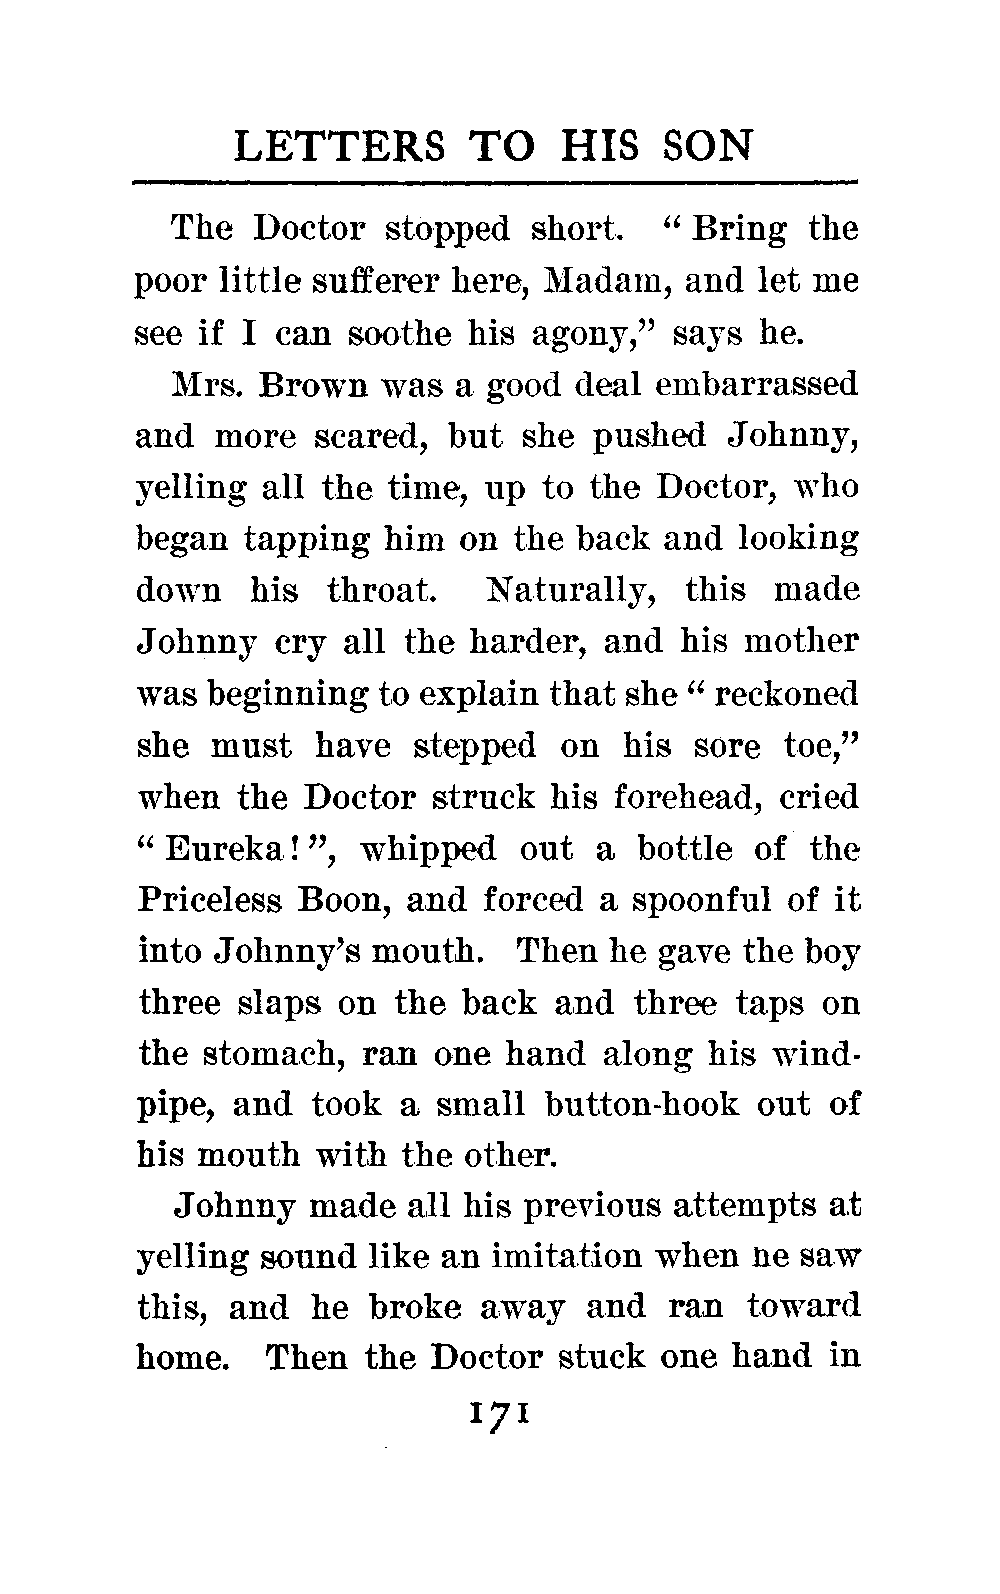 LETTERS TO HIS SON
The Doctor stopped short. “ Bring the
poor little sufferer here, Madam, and let me
see if I can soothe his agony,” says he.
Mrs. Brown was a good deal embarrassed
and more scared, but she pushed Johnny,
yelling all the time, up to the Doctor, who
began tapping him on the back and looking
down his throat. Naturally, this made
Johnny cry all the harder, and his mother
was beginning to explain that she “ reckoned
she must have stepped on his sore toe,”
when the Doctor struck his forehead, cried
“ Eureka! ”, whipped out a bottle of the
Priceless Boon, and forced a spoonful of it
into Johnny’s mouth. Then he gave the boy
three slaps on the back and three taps on
the stomach, ran one hand along his wind-
pipe, and took a small button-hook out of
his mouth with the other.
Johnny made all his previous attempts at
yelling sound like an imitation when he saw
this, and he broke away and ran toward
home. Then the Doctor stuck one hand in
171